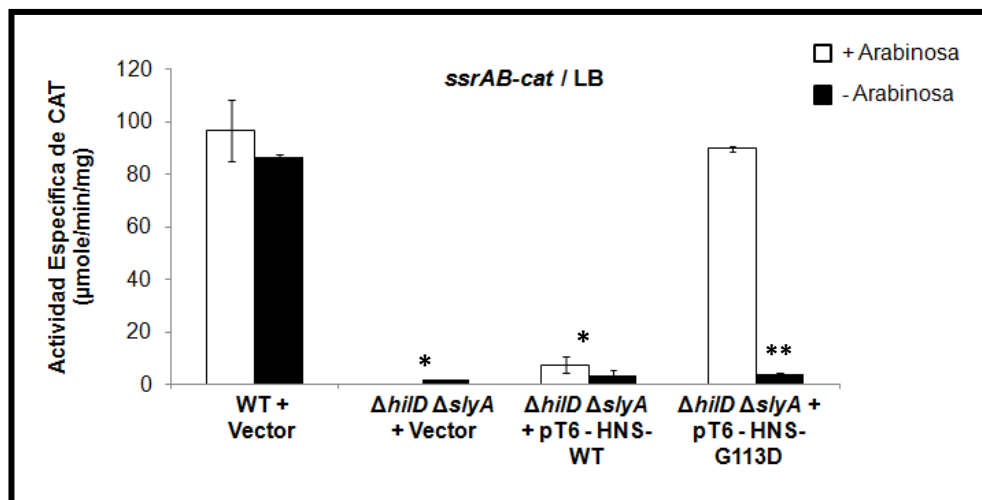 ssrAB-cat / LB
+ Arabinosa
- Arabinosa
Actividad Específica de CAT
(µmole/min/mg)
120
100
80
60
40
20
0
*
*
**
WT +
Vector
ΔhilD ΔslyA
+ Vector
ΔhilD ΔslyA
+ pT6 - HNS-
WT
ΔhilD ΔslyA +
pT6 - HNS-
G113D